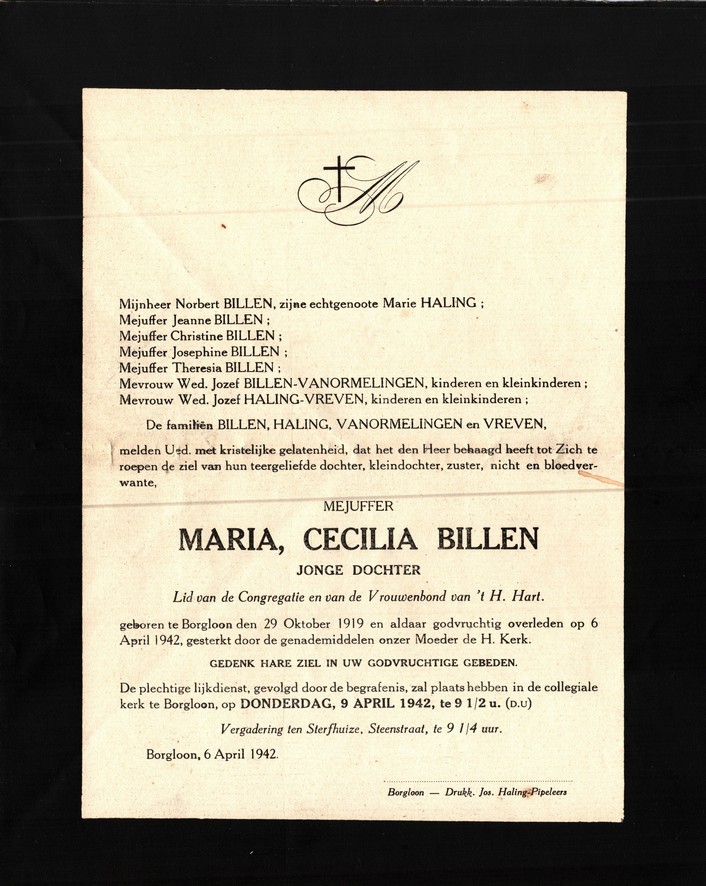 M
Mijnheer Norbert BILLEN, zijne echtgenoote Marie HALING ;
Mejuffer Jeanne BILLEN ;
Mejuffer Christine BILLEN ;
Mejuffer Josephine BILLEN ;
Mejuffer Theresia BILLEN ;
Mevrouw Wed. Jozef BILLEN-VANORMELINGEN, kinderen en kleinkinderen ;
Mevrouw Wed. Jozef HALING-VREVEN, kinderen en kleinkinderen ;
De familiën BILLEN, HALING, VANORMELINGEN en VREVEN,
melden Ued. met kristelijke gelatenheid, dat het den Heer behaagd heeft tot Zich te
roepen de ziel van hun teergeliefde dochter, kleindochter, zuster, nicht en bloedver-
wante,
MEJUFFER
MARIA, CECILIA BILLEN
JONGE DOCHTER
Lid van de Congregatie en van de Vrouwenbond van 't H. Hart.
geboren te Borgloon den 29 Oktober 1919 en aldaar godvruchtig overleden op 6
April 1942, gesterkt door de genademiddelen onzer Moeder de H. Kerk.
GEDENK HARE ZIEL IN UW GODVRUCHTIGE GEBEDEN.
De plechtige lijkdienst, gevolgd door de begrafenis, zal plaats hebben in de collegiale
kerk te Borgloon, op DONDERDAG, 9 APRIL 1942, te 9 1/2 u. (D.U)
Vergadering ten Sterfhuize, Steenstraat, te 9 1/4 uur.
Borgloon, 6 April 1942.
Borgloon — Drukk. Jos. Haling-Pipeleers